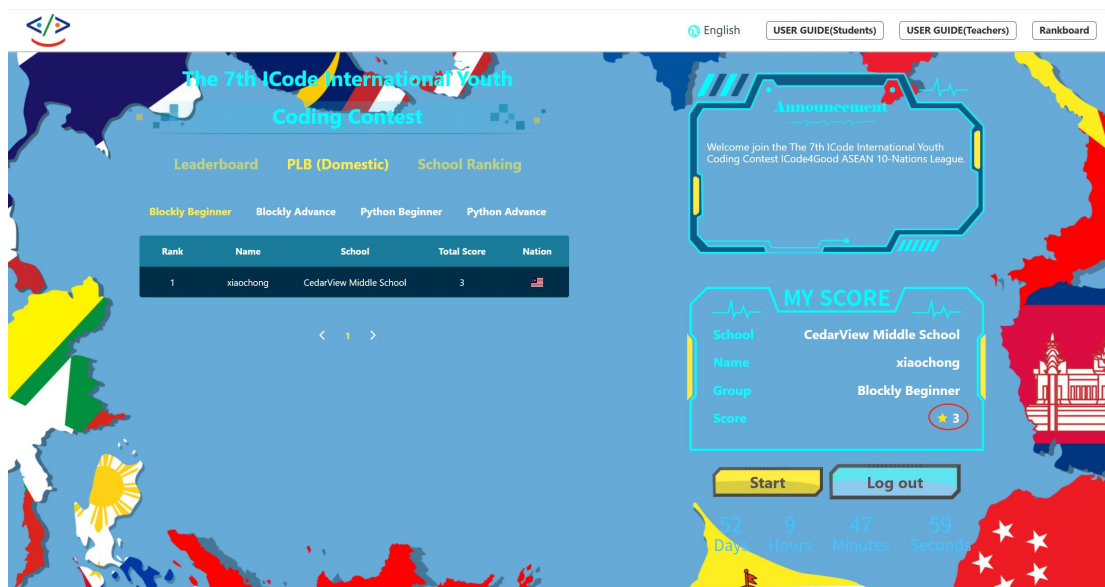 English
USER GUIDE(Students)
USER GUIDE(Teachers)
Rankboard
The 7th ICode International Youth
Coding Contest
Leaderboard
PLB (Domestic)
School Ranking
Blockly Beginner
Blockly Advance
Python Beginner
Python Advance
Rank Name School Total Score Nation
1 xiaochong CedarView Middle School 3
1
Announcement
Welcome join the The 7th ICode International Youth
Coding Contest ICode4Good ASEAN 10-Nations League.
MY SCORE
School CedarView Middle School
Name xiaochong
Group Blockly Beginner
Score 3
Start
Log out
52 9 47 59
Days Hours Minutes Seconds